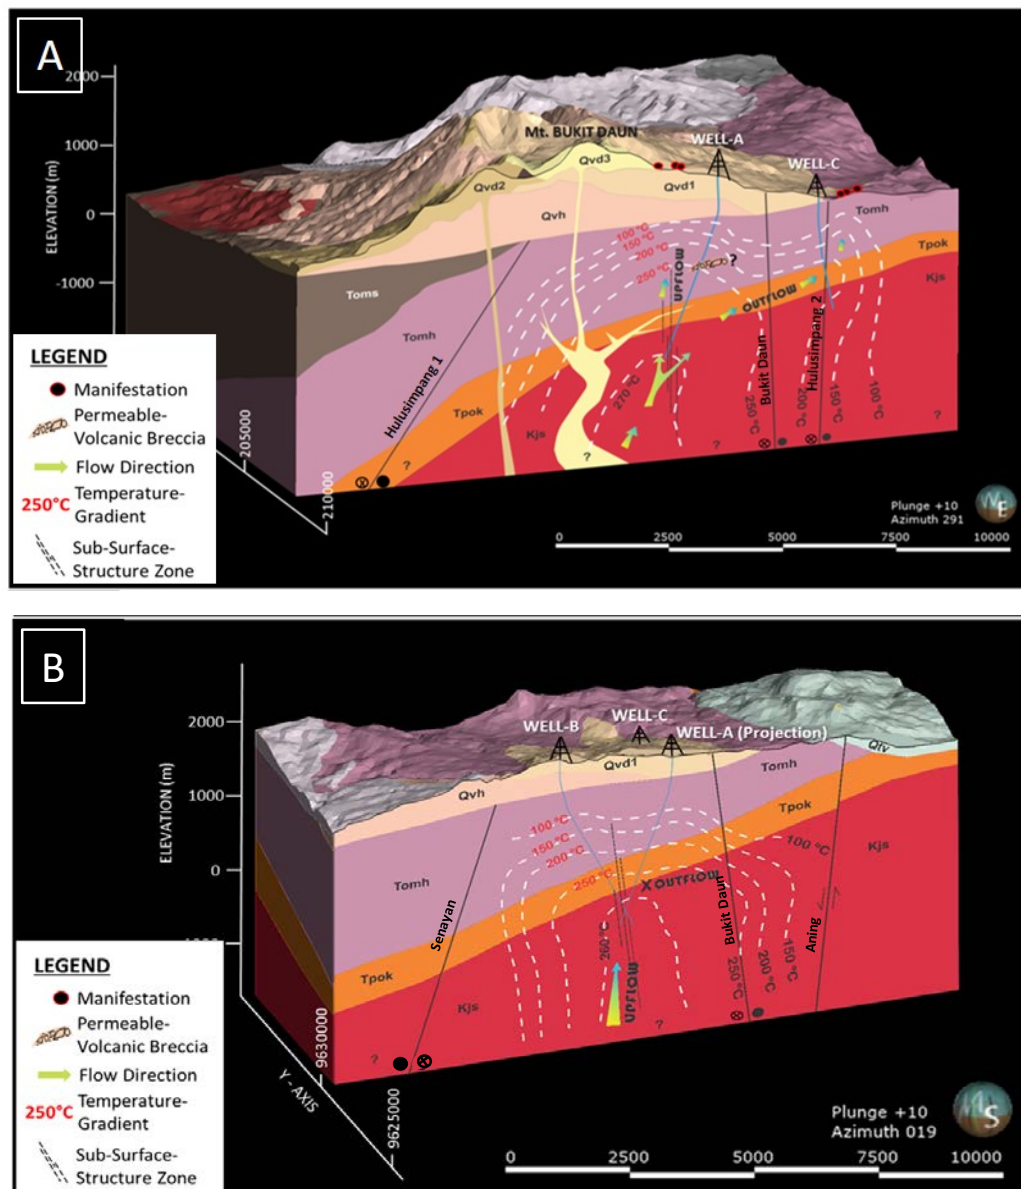 A
2000
1000
0
-1000
ELEVATION (m)
Mt. BUKIT DAUN
WELL-A
WELL-C
Qvd3
Qvd2
Qvd1
Qvh
Tomh
Toms
Tomh
Tpok
Kjs
100 °C
150 °C
200 °C
250 °C
?
UPFLOW
OUTFLOW
Hulusimpang 1
Tpok
Kjs
270 °C
250 °C
Bukit Daun
200 °C
Hulusimpang 2
150 °C
100 °C
?
?
?
?
?
205000
210000
LEGEND
Manifestation
Permeable-
Volcanic Breccia
Flow Direction
250°C Temperature-
Gradient
Sub-Surface-
Structure Zone
Plunge +10
Azimuth 291
E
0 2500 5000 7500 10000
B
2000
1000
0
ELEVATION (m)
WELL-B
WELL-C
WELL-A (Projection)
Qvd1
Qvh
Tomh
Qtv
Tpok
Kjs
100 °C
150 °C
200 °C
250 °C
100 °C
X OUTFLOW
Tomh
Senayan
Tpok
Kjs
260 °C
UPFLOW
Bukit Daun
250 °C
200 °C
150 °C
Aning
?
?
9630000
9625000
Y - AXIS
LEGEND
Manifestation
Permeable-
Volcanic Breccia
Flow Direction
250°C Temperature-
Gradient
Sub-Surface-
Structure Zone
Plunge +10
Azimuth 019
S
0 2500 5000 7500 10000